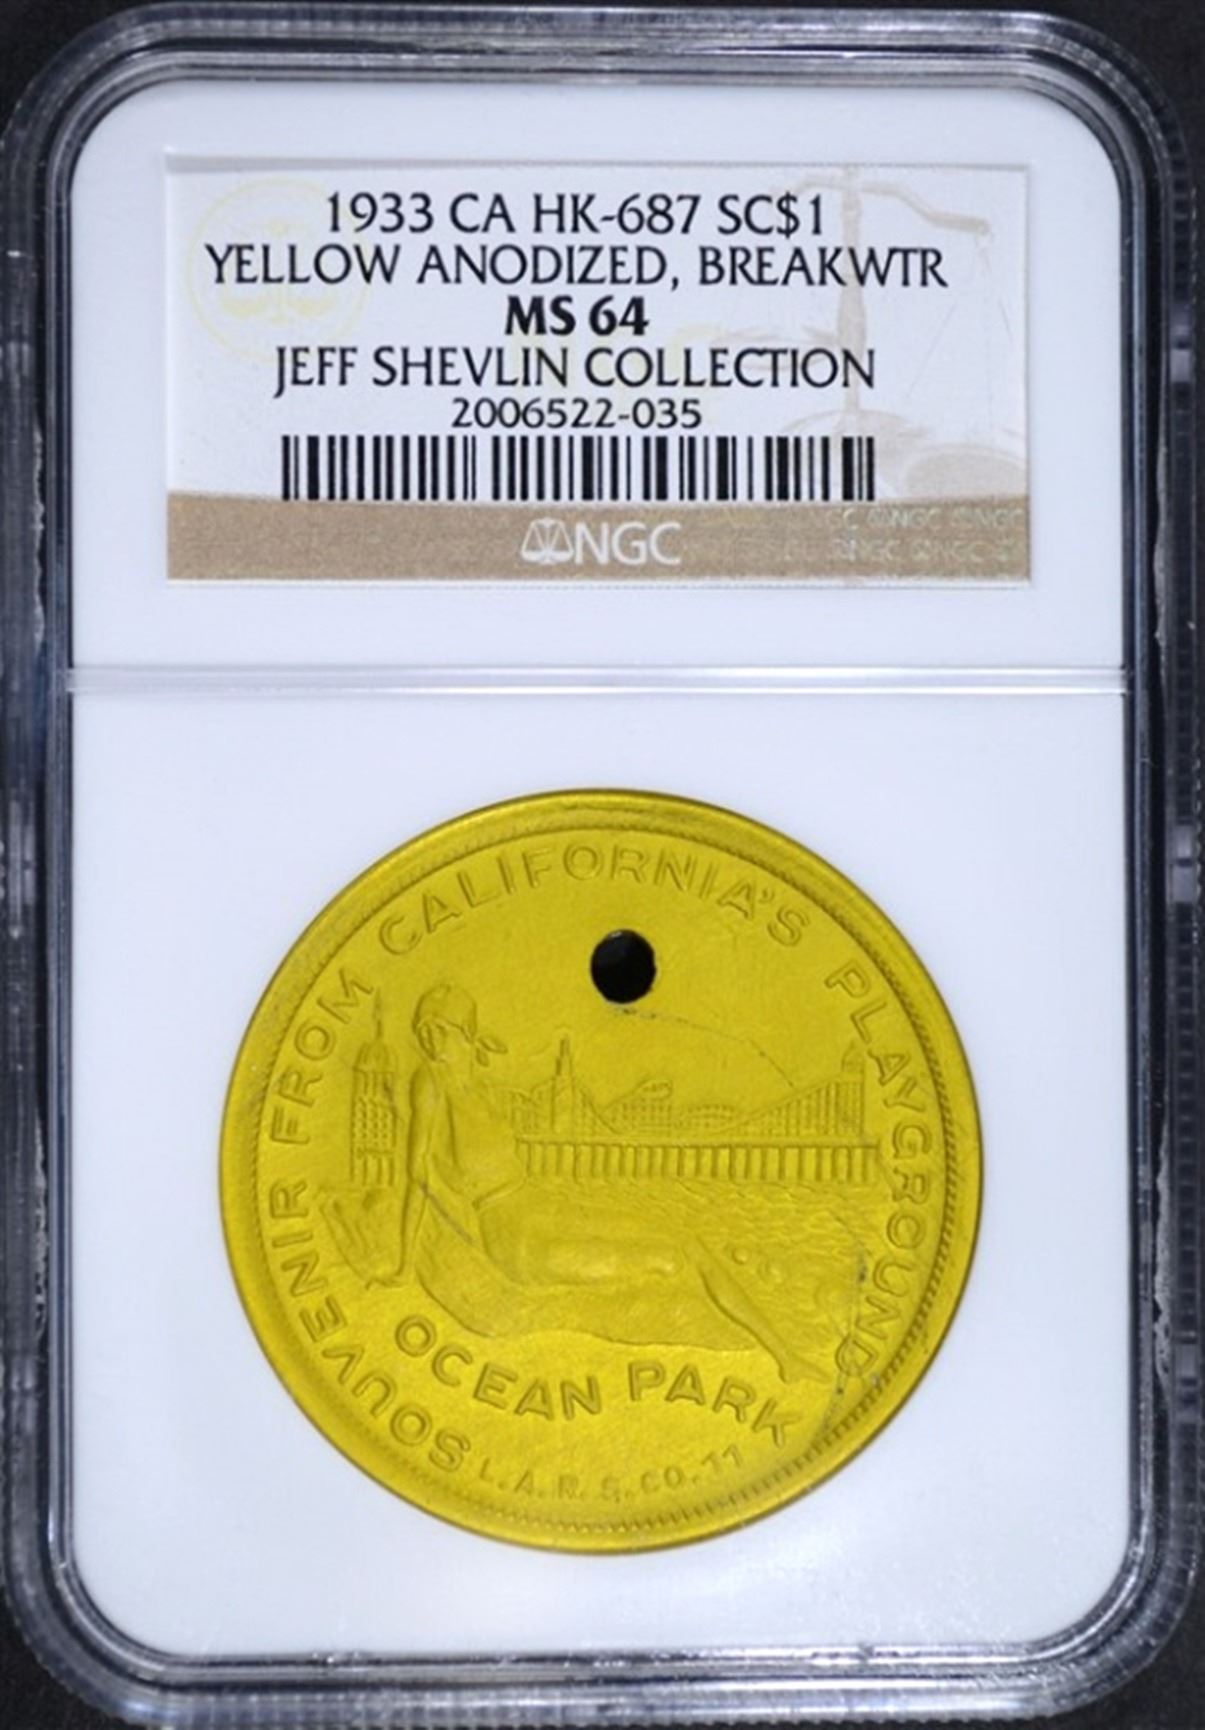 1933 CA HK-687 SC$1
YELLOW ANODIZED, BREAKWTR
MS 64
JEFF SHEVLIN COLLECTION
2006522-035
NGC
SOUVENIR FROM CALIFORNIA'S PLAYGROUND
OCEAN PARK
L.A.R.S.CO. 11